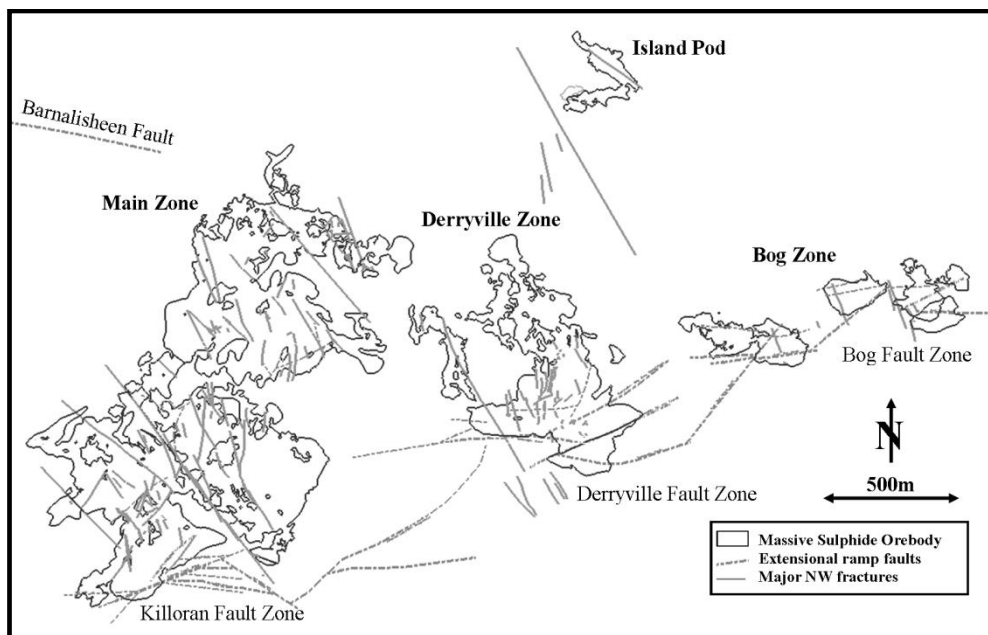 Island Pod
Barnalisheen Fault
Main Zone
Derryville Zone
Bog Zone
Bog Fault Zone
N
500m
Derryville Fault Zone
Killoran Fault Zone
Massive Sulphide Orebody
Extensional ramp faults
Major NW fractures